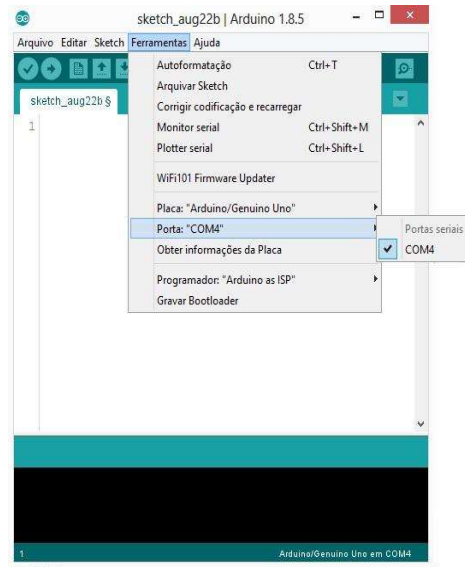 sketch_aug22b | Arduino 1.8.5
Arquivo Editar Sketch Ferramentas Ajuda
sketch_aug22b §
1
Autoformatação Ctrl+T
Arquivar Sketch
Corrigir codificação e recarregar
Monitor serial Ctrl+Shift+M
Plotter serial Ctrl+Shift+L
WiFi101 Firmware Updater
Placa: "Arduino/Genuino Uno"
Porta: "COM4"
Obter informações da Placa
Programador: "Arduino as ISP"
Gravar Bootloader
Portas seriais
COM4
1 Arduino/Genuino Uno em COM4